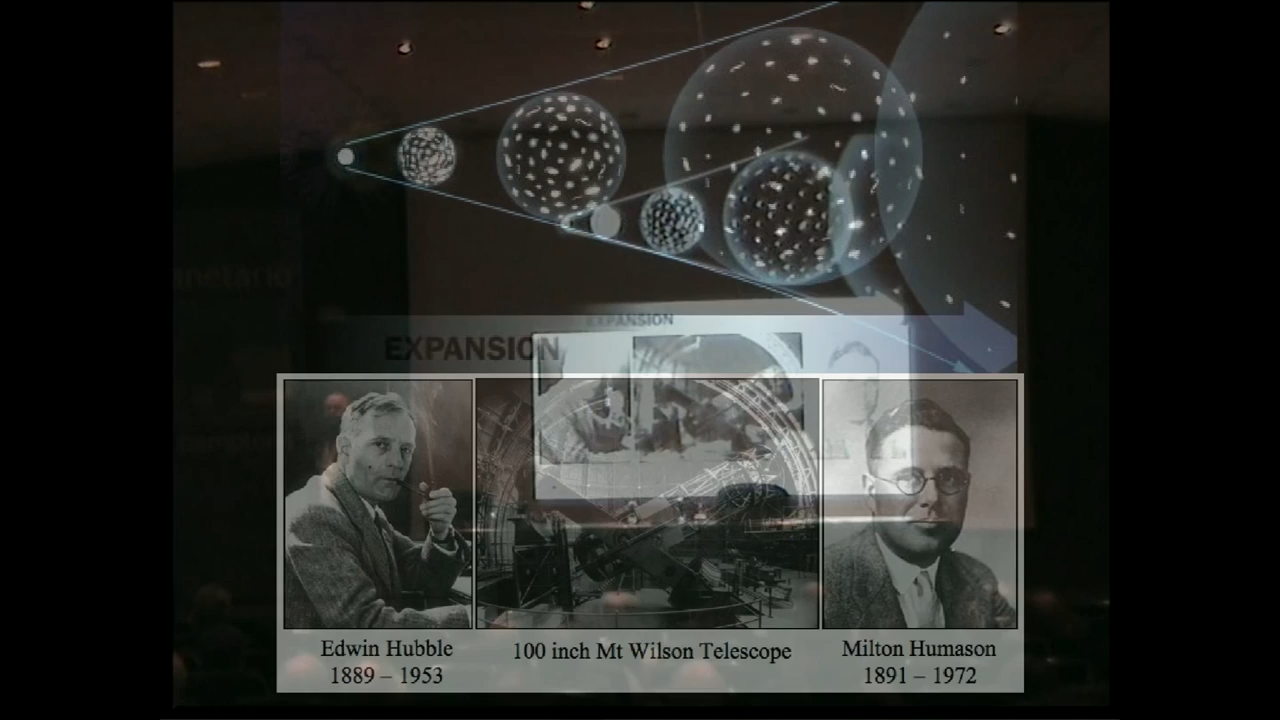 EXPANSION
EXPANSION
Edwin Hubble
1889 – 1953
100 inch Mt Wilson Telescope
Milton Humason
1891 – 1972